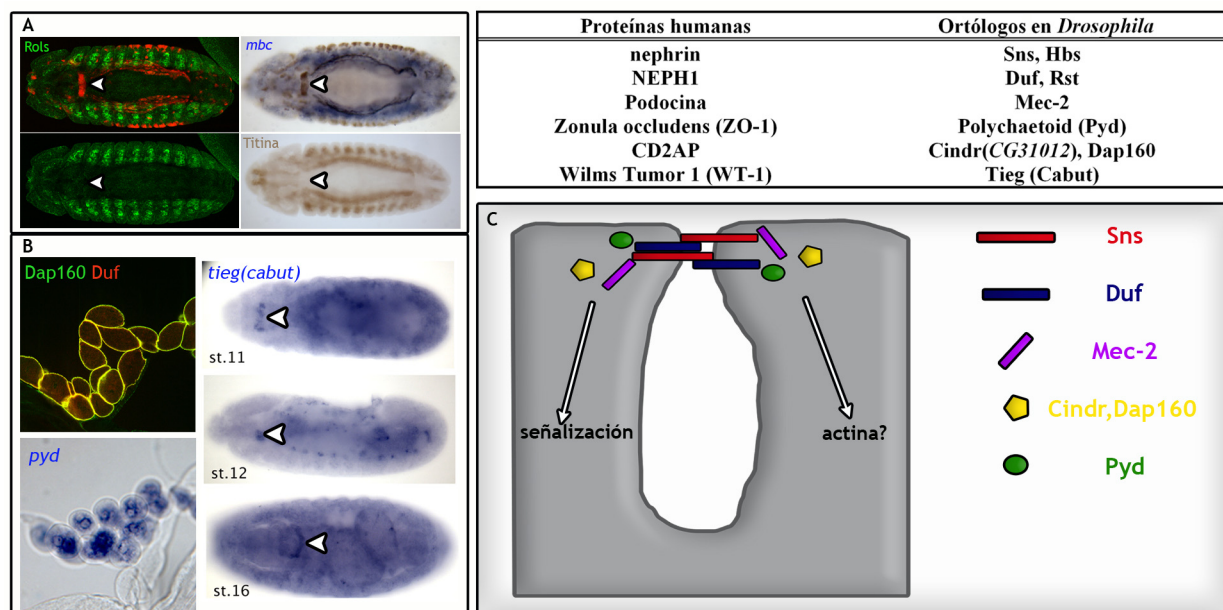 A
Rols
mbc
Titina
B
Dap160 Duf
tieg(cabut)
st.11
pyd
st.12
st.16
Proteínas humanas Ortólogos en Drosophila
nephrin Sns, Hbs
NEPH1 Duf, Rst
Podocina Mec-2
Zonula occludens (ZO-1) Polychaetoid (Pyd)
CD2AP Cindr(CG31012), Dap160
Wilms Tumor 1 (WT-1) Tieg (Cabut)
C
señalización
actina?
Sns
Duf
Mec-2
Cindr,Dap160
Pyd